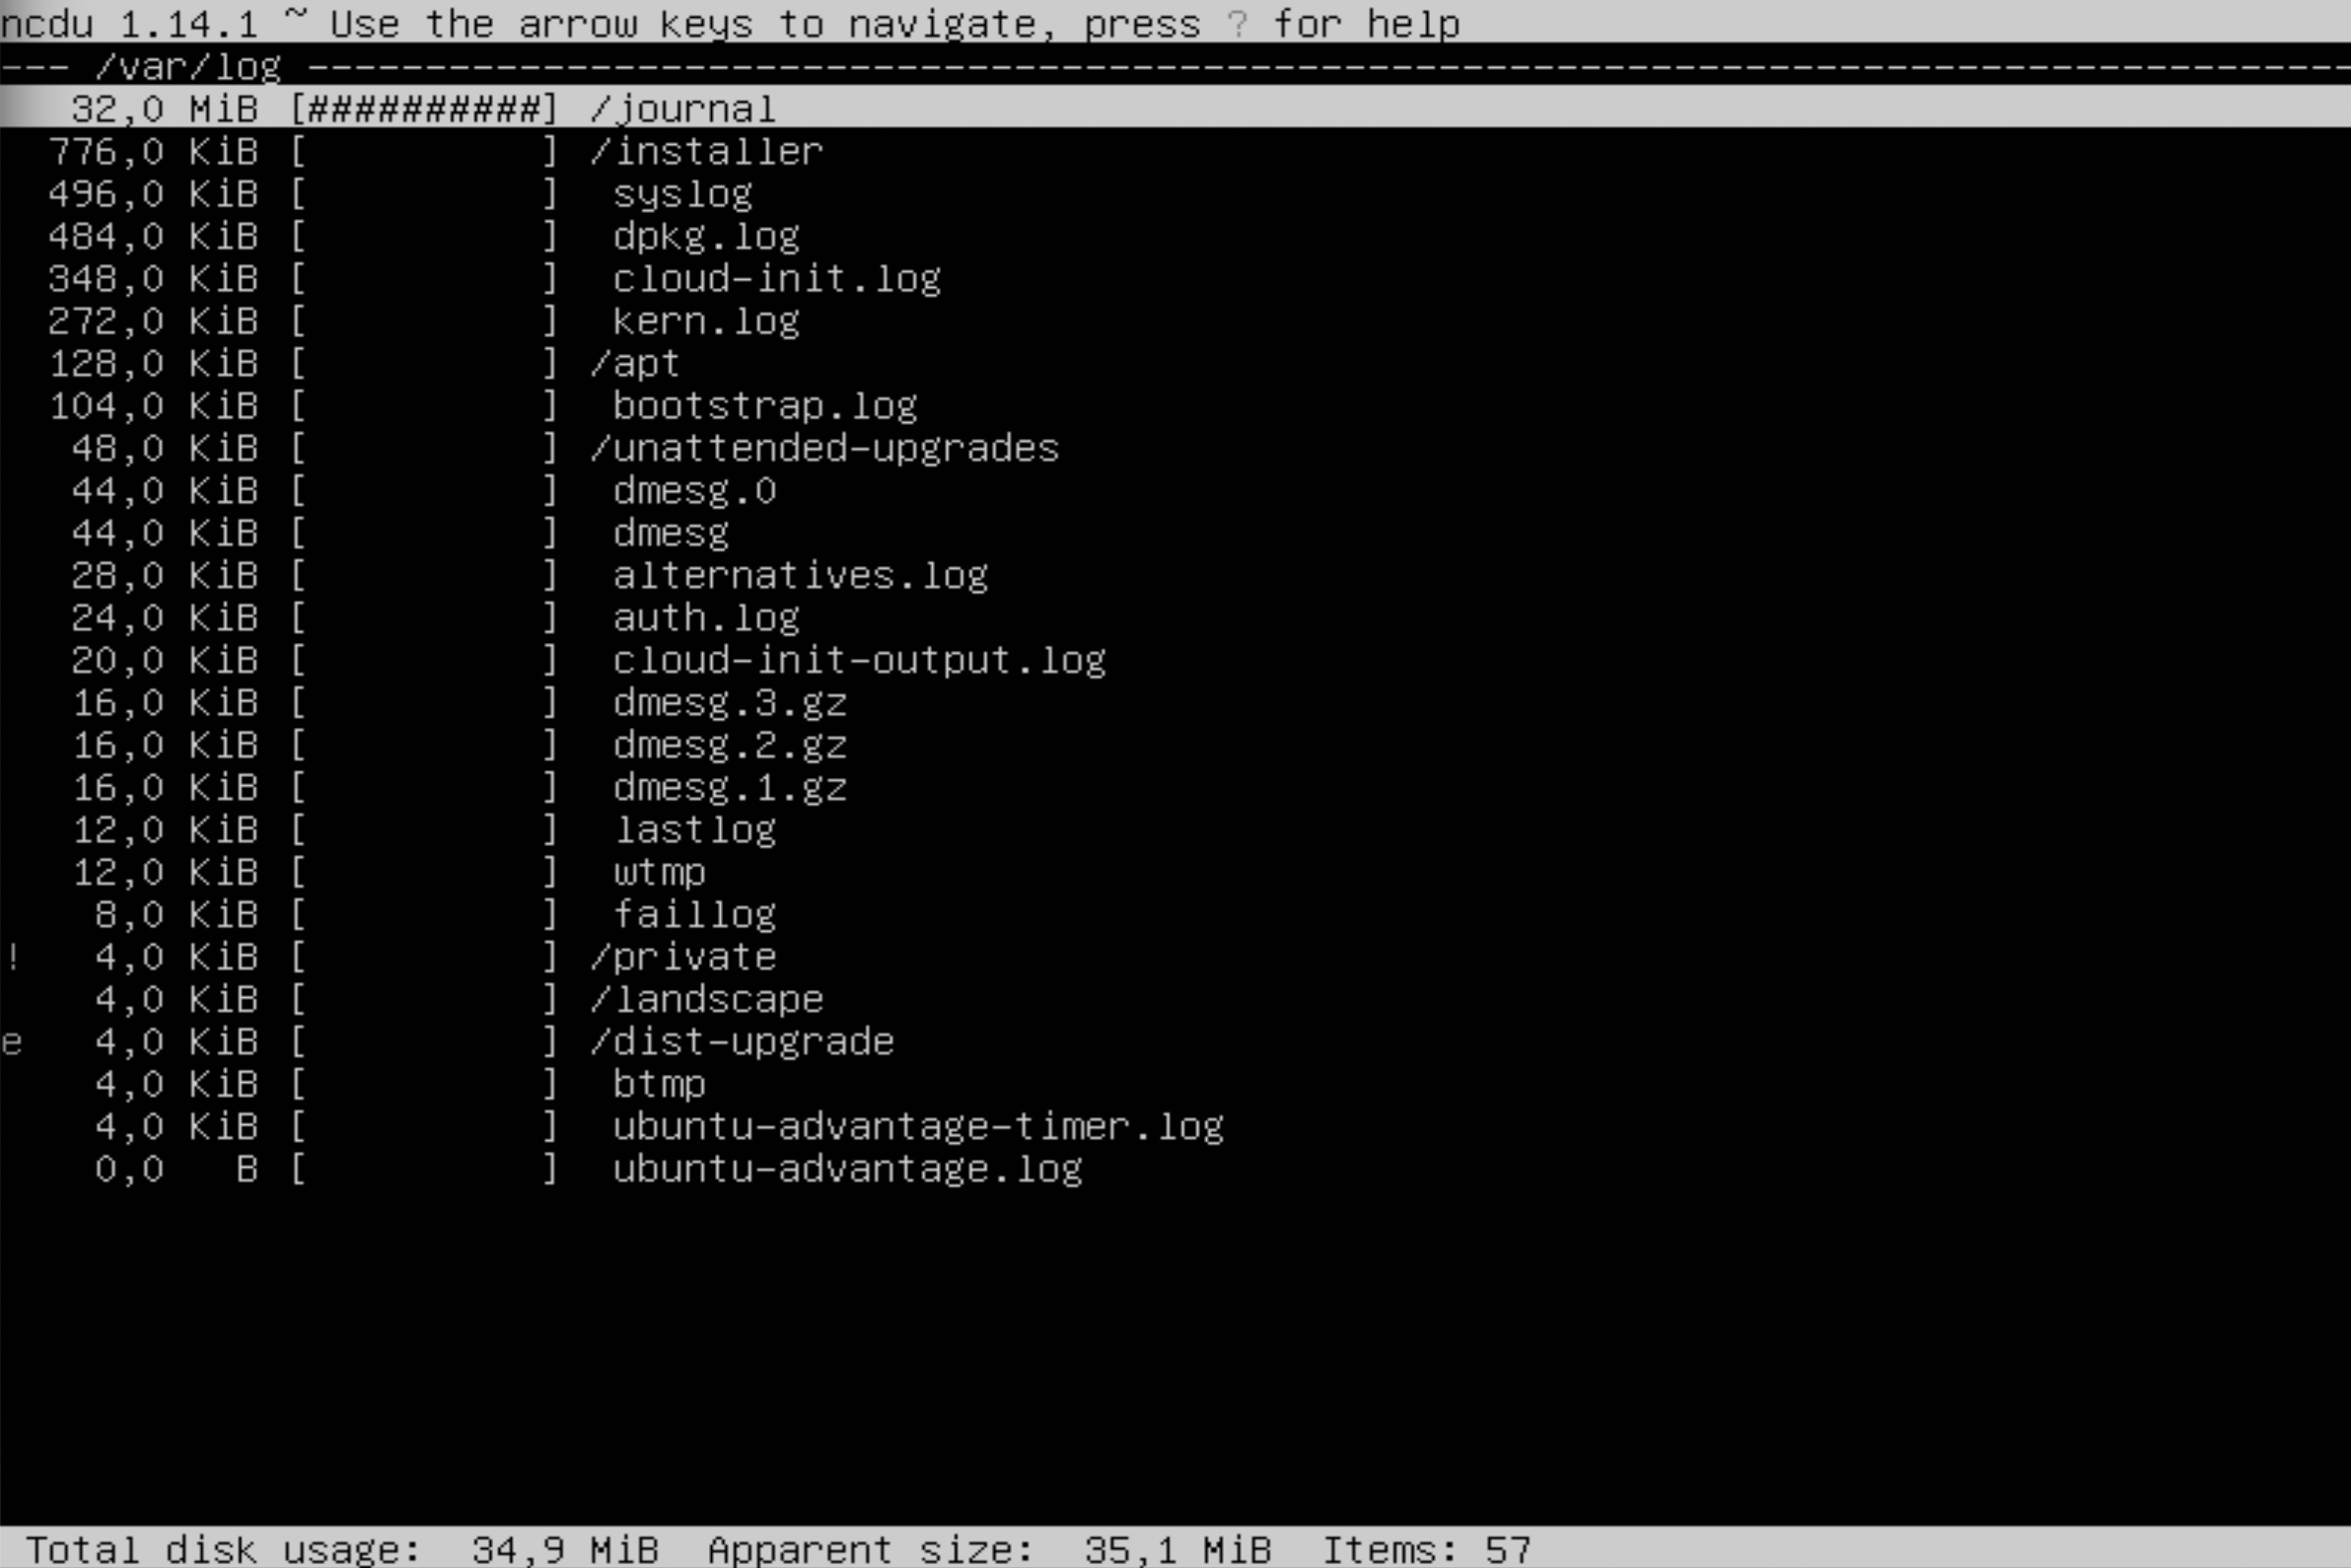 ncdu 1.14.1 ~ Use the arrow keys to navigate, press ? for help
--- /var/log ---------------------------------------------------------------------------------------
32,0 MiB [##########] /journal
776,0 KiB [          ] /installer
496,0 KiB [          ]  syslog
484,0 KiB [          ]  dpkg.log
348,0 KiB [          ]  cloud-init.log
272,0 KiB [          ]  kern.log
128,0 KiB [          ] /apt
104,0 KiB [          ]  bootstrap.log
48,0 KiB [          ] /unattended-upgrades
44,0 KiB [          ]  dmesg.0
44,0 KiB [          ]  dmesg
28,0 KiB [          ]  alternatives.log
24,0 KiB [          ]  auth.log
20,0 KiB [          ]  cloud-init-output.log
16,0 KiB [          ]  dmesg.3.gz
16,0 KiB [          ]  dmesg.2.gz
16,0 KiB [          ]  dmesg.1.gz
12,0 KiB [          ]  lastlog
12,0 KiB [          ]  wtmp
8,0 KiB [          ]  faillog
! 4,0 KiB [          ] /private
4,0 KiB [          ] /landscape
e 4,0 KiB [          ] /dist-upgrade
4,0 KiB [          ]  btmp
4,0 KiB [          ]  ubuntu-advantage-timer.log
0,0   B [          ]  ubuntu-advantage.log
Total disk usage:  34,9 MiB  Apparent size:  35,1 MiB  Items: 57